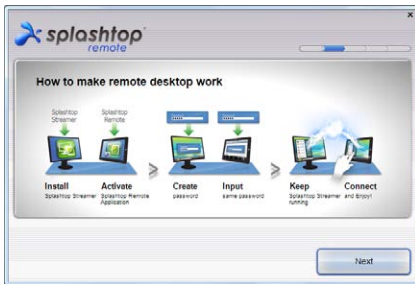 splashtop
remote
How to make remote desktop work
Splashtop Streamer
Splashtop Remote
Install
Splashtop Streamer
Activate
Splashtop Remote Application
Create
password
Input
same password
Keep
Splashtop Streamer running
Connect
and Enjoy!
Next